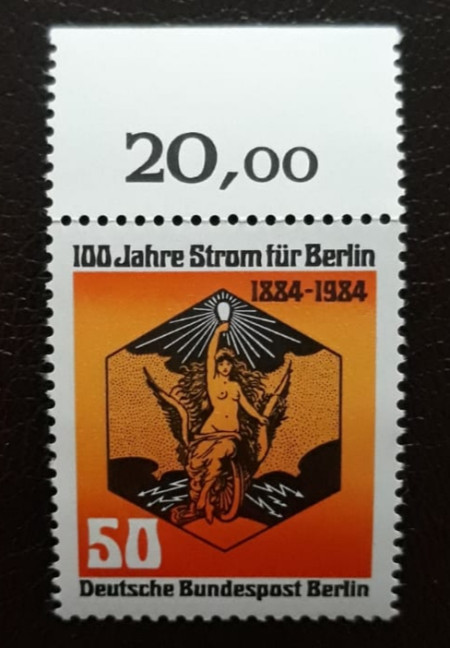 20,00
100 Jahre Strom für Berlin
1884-1984
50
Deutsche Bundespost Berlin